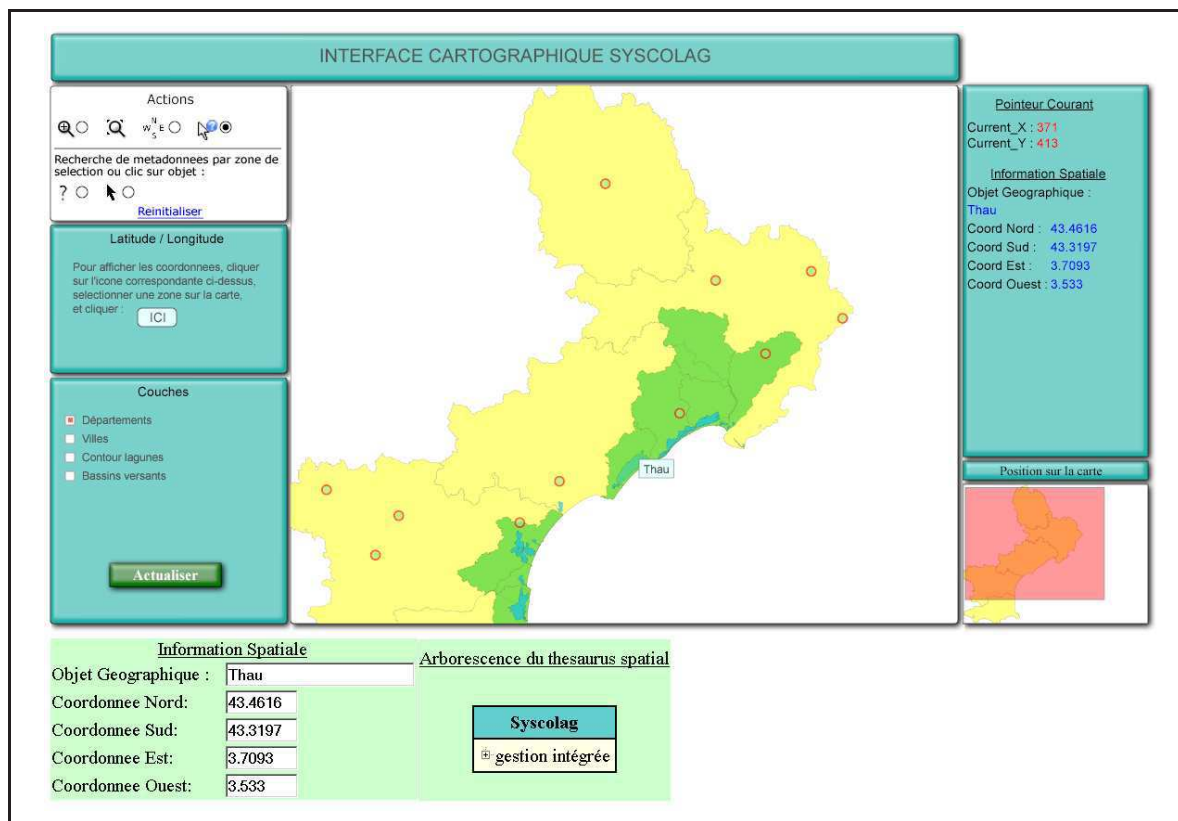 INTERFACE CARTOGRAPHIQUE SYSCOLAG
Actions
N
W E
S
?
Recherche de metadonnees par zone de
selection ou clic sur objet :
?
Reinitialiser
Latitude / Longitude
Pour afficher les coordonnees, cliquer
sur l'icone correspondante ci-dessus,
selectionner une zone sur la carte,
et cliquer :
ICI
Couches
Départements
Villes
Contour lagunes
Bassins versants
Actualiser
Thau
Pointeur Courant
Current_X : 371
Current_Y : 413
Information Spatiale
Objet Geographique :
Thau
Coord Nord : 43.4616
Coord Sud : 43.3197
Coord Est : 3.7093
Coord Ouest : 3.533
Position sur la carte
Information Spatiale
Objet Geographique : Thau
Coordonnee Nord: 43.4616
Coordonnee Sud: 43.3197
Coordonnee Est: 3.7093
Coordonnee Ouest: 3.533
Arborescence du thesaurus spatial
Syscolag
gestion intégrée